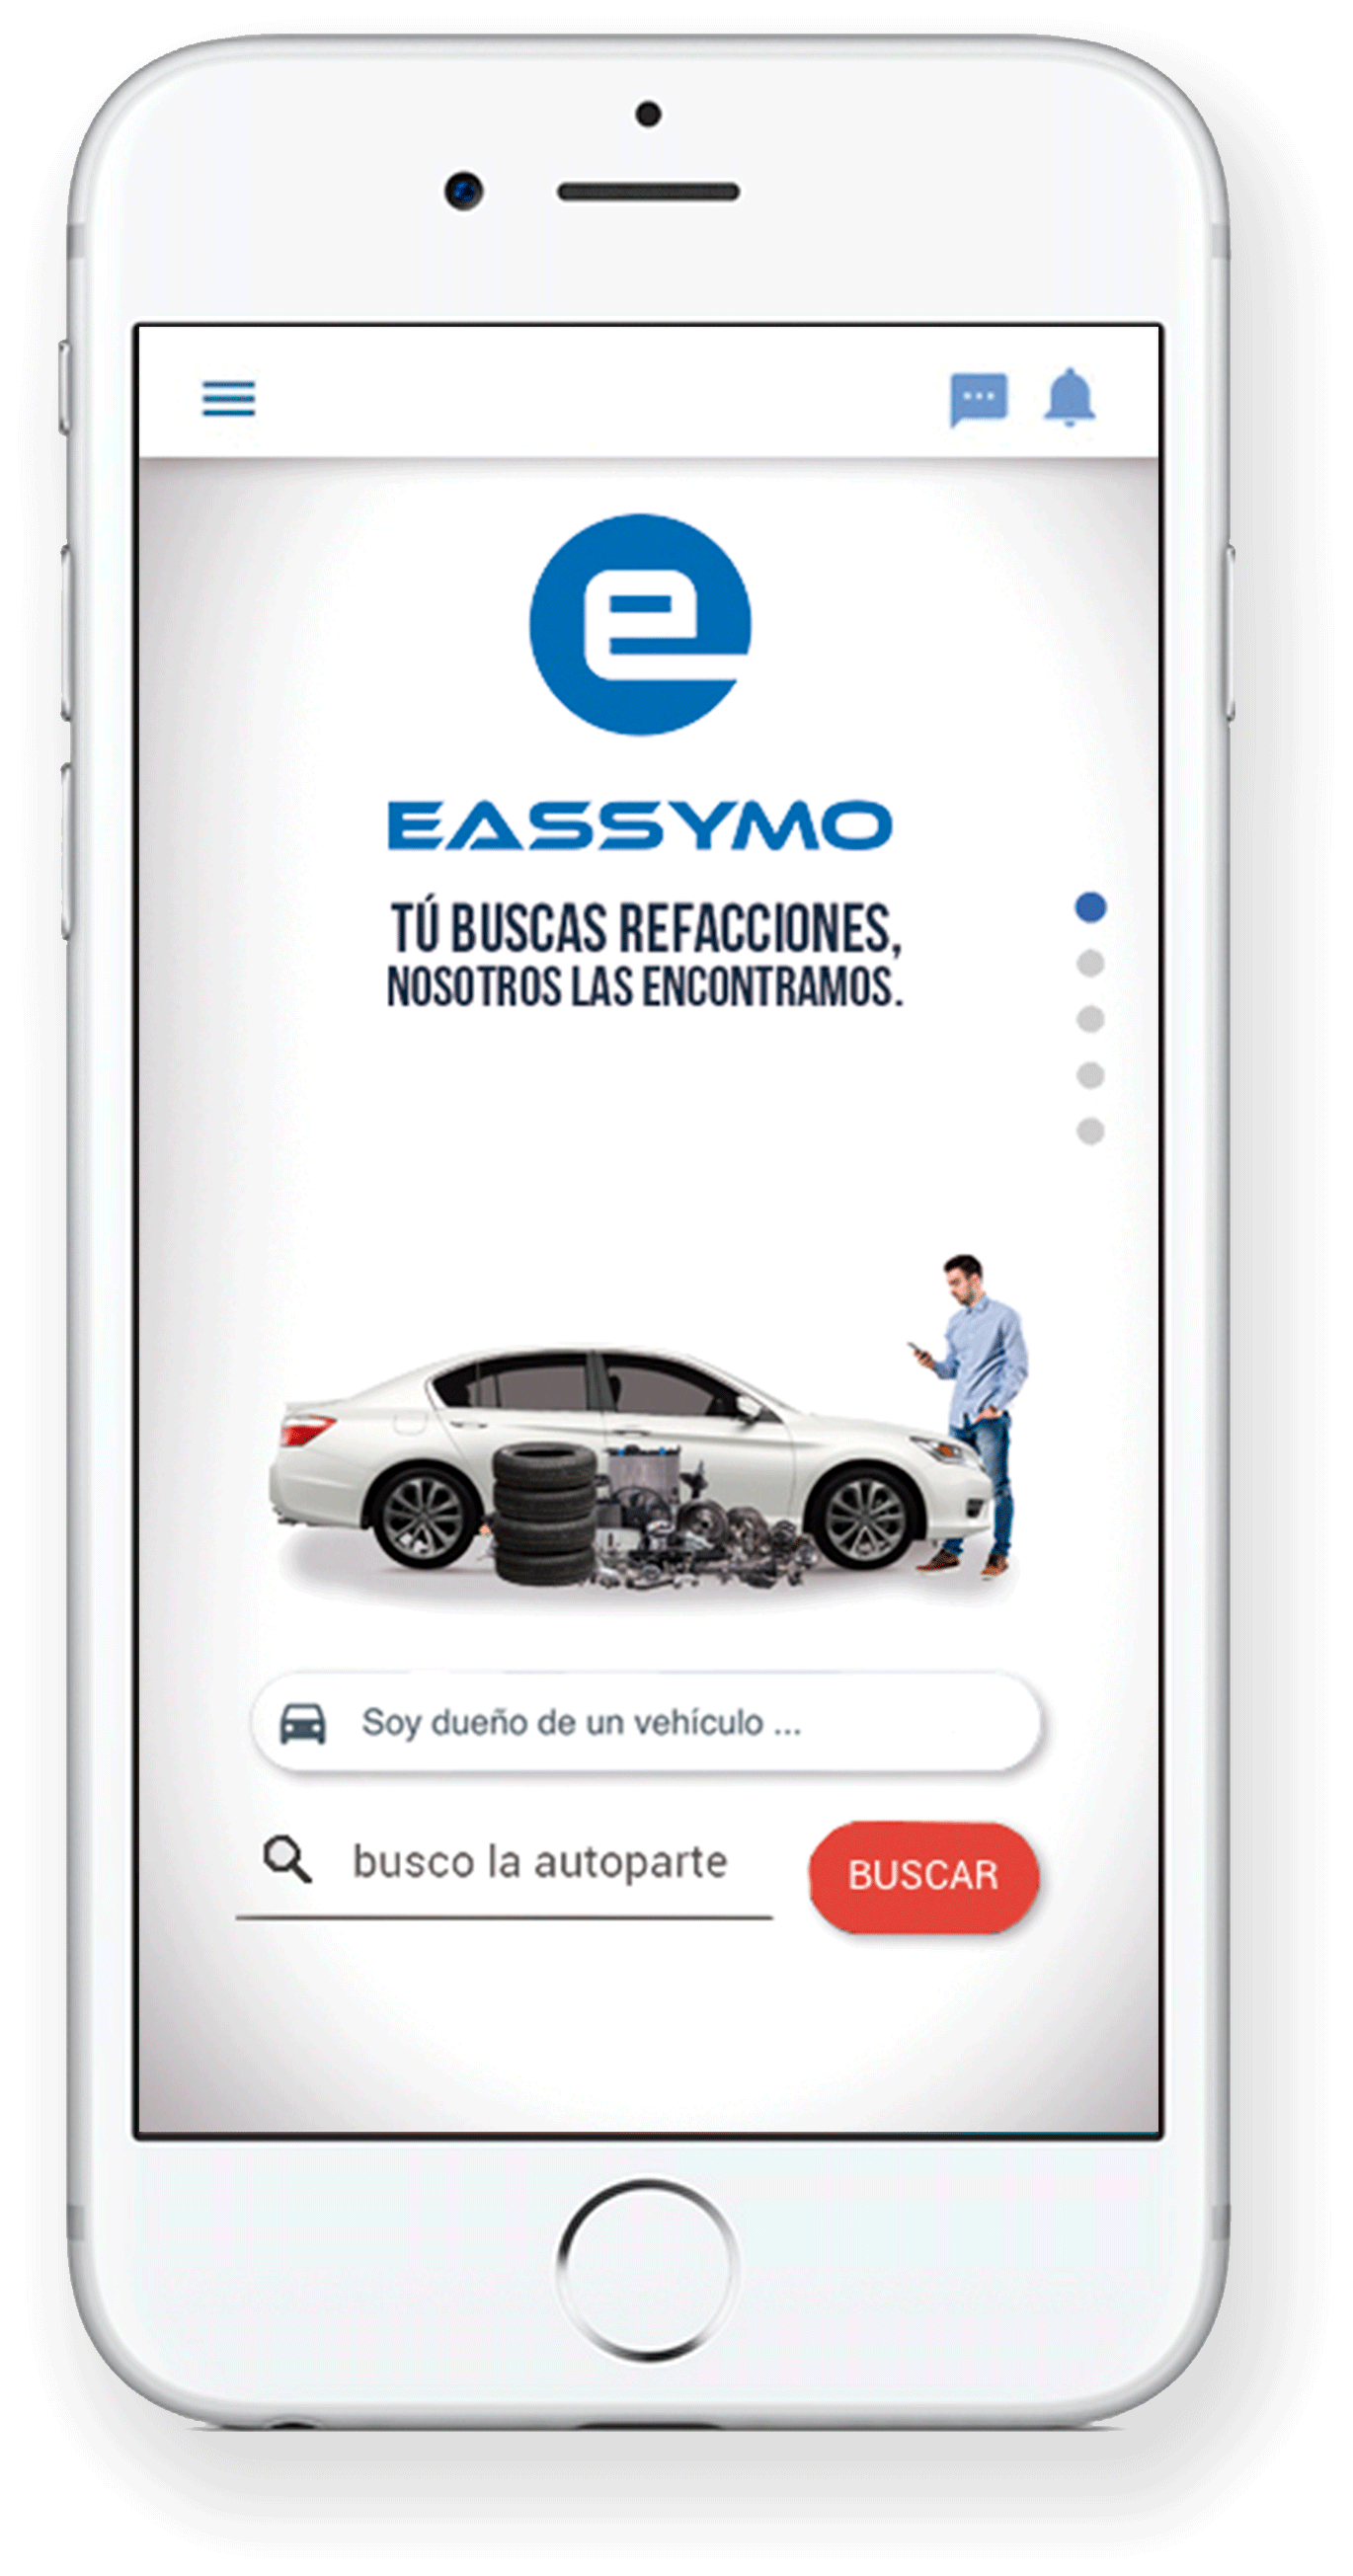 e
EASSYMO
TÚ BUSCAS REFACCIONES,
NOSOTROS LAS ENCONTRAMOS.
Soy dueño de un vehículo ...
busco la autoparte
BUSCAR